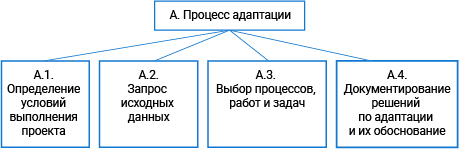 А. Процесс адаптации
А.1.
Определение
условий
выполнения
проекта
А.2.
Запрос
исходных
данных
А.3.
Выбор процессов,
работ и задач
А.4.
Документирование
решений
по адаптации
и их обоснование